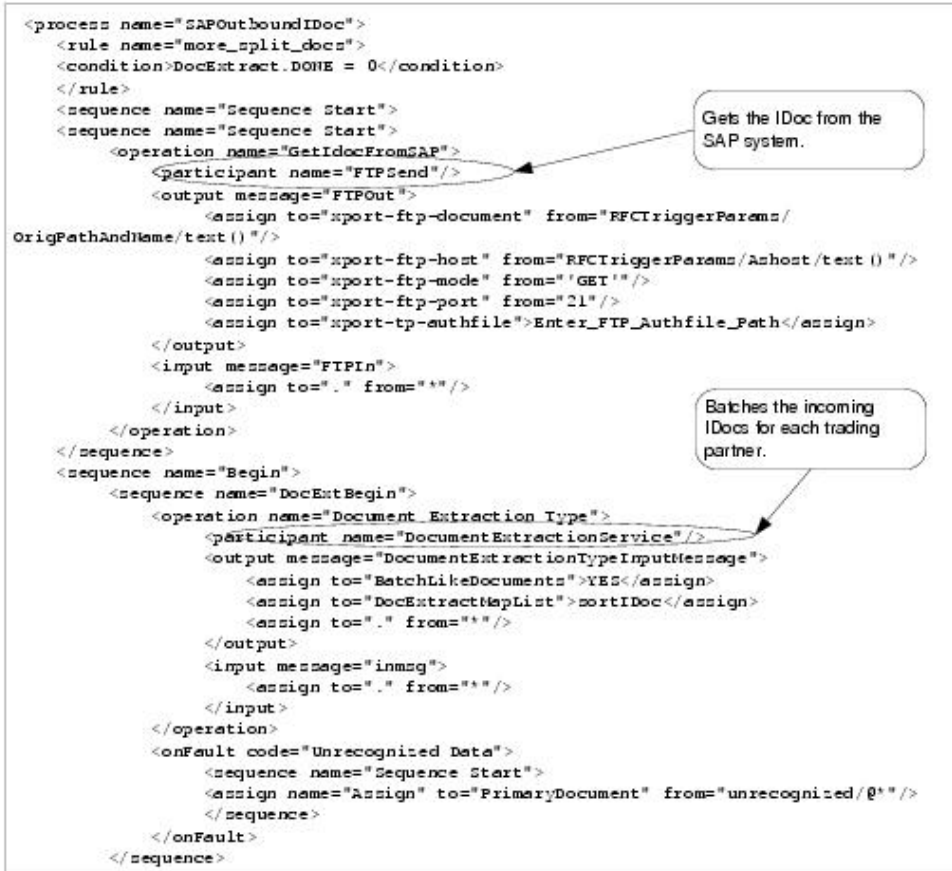 <process name="SAPOutboundIDoc">
<rule name="more_split_docs">
<condition>DocExtract.DONE = 0</condition>
</rule>
<sequence name="Sequence Start">
<sequence name="Sequence Start">
<operation name="GetIdocFromSAP">
<participant name="FTPSend"/>
<output message="FTPOut">
<assign to="xport-ftp-document" from="RFCTriggerParams/
OrigPathAndName/text()"/>
<assign to="xport-ftp-host" from="RFCTriggerParams/Ashost/text()"/>
<assign to="xport-ftp-mode" from="'GET'"/>
<assign to="xport-ftp-port" from="21"/>
<assign to="xport-tp-authfile">Enter_FTP_Authfile_Path</assign>
</output>
<input message="FTPIn">
<assign to="." from="*"/>
</input>
</operation>
</sequence>
<sequence name="Begin">
<sequence name="DocExtBegin">
<operation name="Document Extraction Type">
<participant name="DocumentExtractionService"/>
<output message="DocumentExtractionTypeInputMessage">
<assign to="BatchLikeDocuments">YES</assign>
<assign to="DocExtractMapList">sortIDoc</assign>
<assign to="." from="*"/>
</output>
<input message="inmsg">
<assign to="." from="*"/>
</input>
</operation>
<onFault code="Unrecognized Data">
<sequence name="Sequence Start">
<assign name="Assign" to="PrimaryDocument" from="unrecognized/@*"/>
</sequence>
</onFault>
</sequence>
Gets the IDoc from the
SAP system.
Batches the incoming
IDocs for each trading
partner.